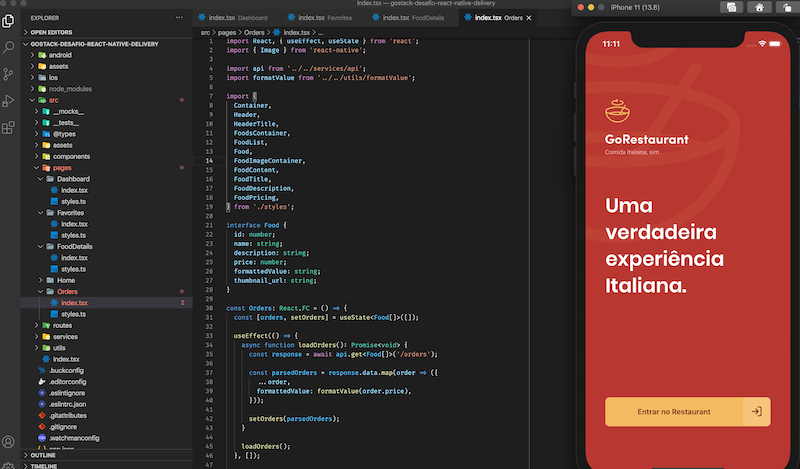 index.tsx — gostack-desafio-react-native-delivery
EXPLORER
OPEN EDITORS
GOSTACK-DESAFIO-REACT-NATIVE-DELIVERY
android
assets
ios
node_modules
src
__mocks__
__tests__
@types
assets
components
pages
Dashboard
index.tsx
styles.ts
Favorites
index.tsx
styles.ts
FoodDetails
index.tsx
styles.ts
Home
Orders
index.tsx 2
styles.ts
routes
services
utils
index.tsx
.buckconfig
.editorconfig
.eslintignore
.eslintrc.json
.gitattributes
.gitignore
.watchmanconfig
app.json
OUTLINE
TIMELINE
index.tsx Dashboard
index.tsx Favorites
index.tsx FoodDetails
index.tsx Orders
src > pages > Orders > index.tsx > ...
1 import React, { useEffect, useState } from 'react';
2 import { Image } from 'react-native';
3
4 import api from '../../services/api';
5 import formatValue from '../../utils/formatValue';
6
7 import {
8 Container,
9 Header,
10 HeaderTitle,
11 FoodsContainer,
12 FoodList,
13 Food,
14 FoodImageContainer,
15 FoodContent,
16 FoodTitle,
17 FoodDescription,
18 FoodPricing,
19 } from './styles';
20
21 interface Food {
22 id: number;
23 name: string;
24 description: string;
25 price: number;
26 formattedValue: string;
27 thumbnail_url: string;
28 }
29
30 const Orders: React.FC = () => {
31 const [orders, setOrders] = useState<Food[]>([]);
32
33 useEffect(() => {
34 async function loadOrders(): Promise<void> {
35 const response = await api.get<Food[]>('/orders');
36
37 const parsedOrders = response.data.map(order => ({
38 ...order,
39 formattedValue: formatValue(order.price),
40 }));
41
42 setOrders(parsedOrders);
43 }
44
45 loadOrders();
46 }, []);
47
iPhone 11 (13.6)
11:11
GoRestaurant
Comida Italiana, sim.
Uma
verdadeira
experiência
Italiana.
Entrar no Restaurant